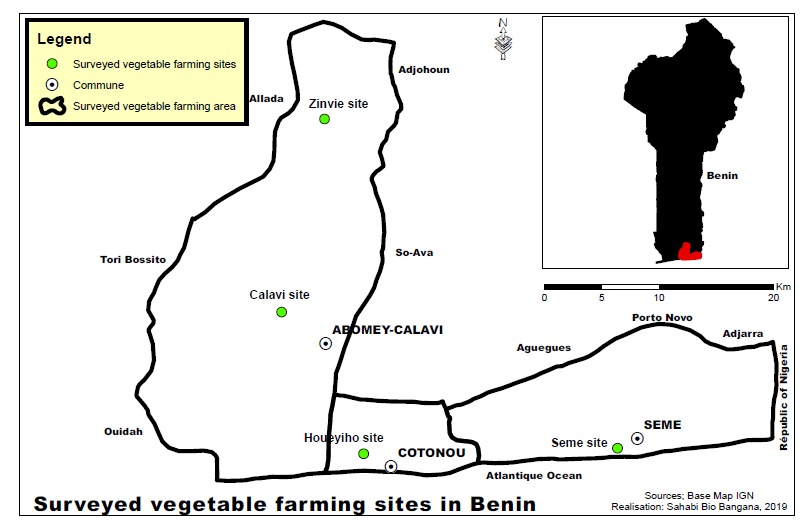 Legend
Surveyed vegetable farming sites
Commune
Surveyed vegetable farming area
N
Adjohoun
Allada
Zinvie site
Benin
Tori Bossito
So-Ava
Calavi site
Km
0 5 10 20
ABOMEY-CALAVI
Porto Novo
Adjarra
Aguegues
Républic of Nigeria
Ouidah
Houeyiho site
COTONOU
SEME
Seme site
Atlantique Ocean
Surveyed vegetable farming sites in Benin
Sources; Base Map IGN
Realisation: Sahabi Bio Bangana, 2019